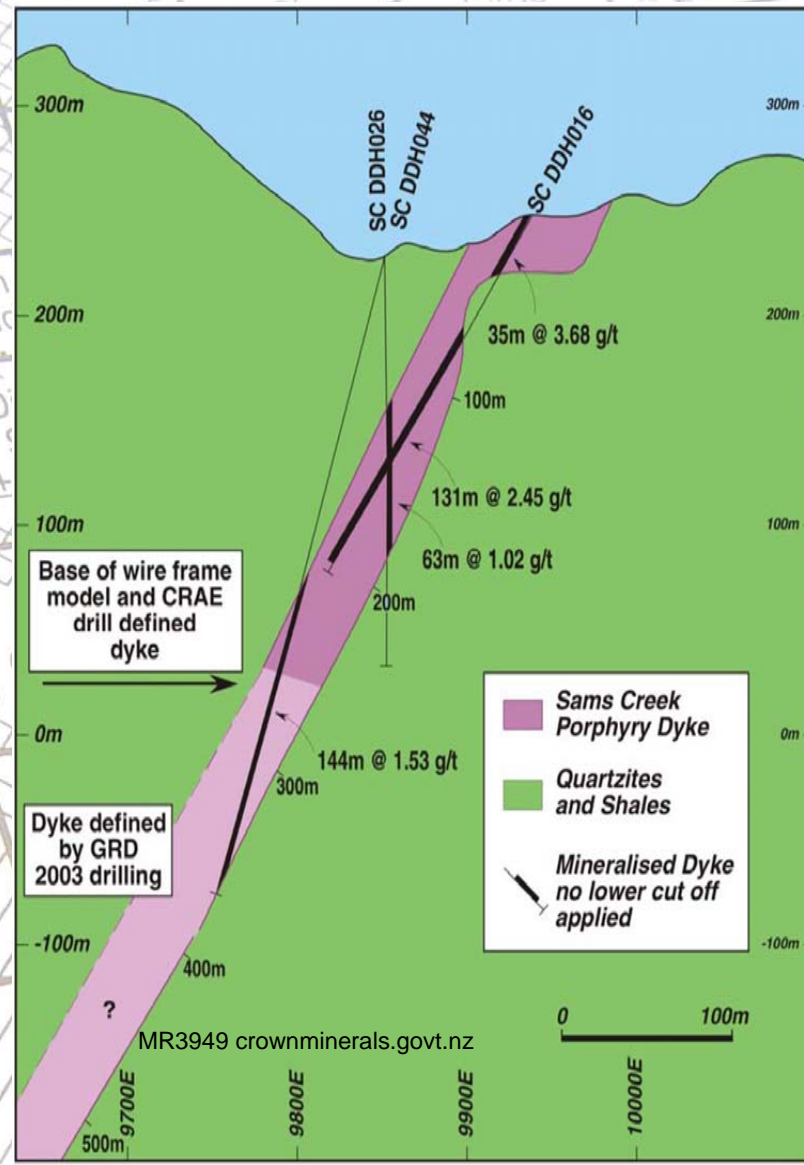 300m
300m
SC DDH026
SC DDH044
SC DDH016
200m
200m
35m @ 3.68 g/t
100m
131m @ 2.45 g/t
100m
100m
63m @ 1.02 g/t
Base of wire frame
model and CRAE
drill defined
dyke
200m
Sams Creek
Porphyry Dyke
0m
0m
144m @ 1.53 g/t
300m
Quartzites
and Shales
Dyke defined
by GRD
2003 drilling
Mineralised Dyke
no lower cut off
applied
-100m
-100m
400m
?
0
100m
MR3949 crownminerals.govt.nz
500m
9700E
9800E
9900E
10000E